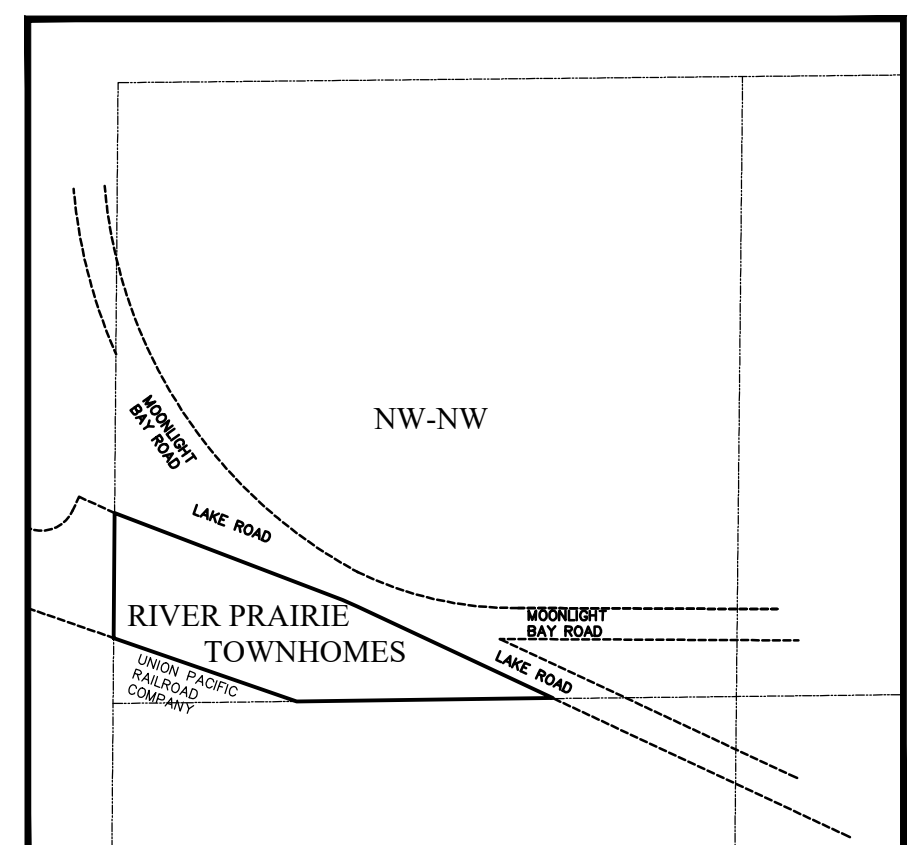 NW-NW
MOONLIGHT
BAY ROAD
LAKE ROAD
RIVER PRAIRIE
TOWNHOMES
MOONLIGHT
BAY ROAD
LAKE ROAD
UNION PACIFIC
RAILROAD
COMPANY